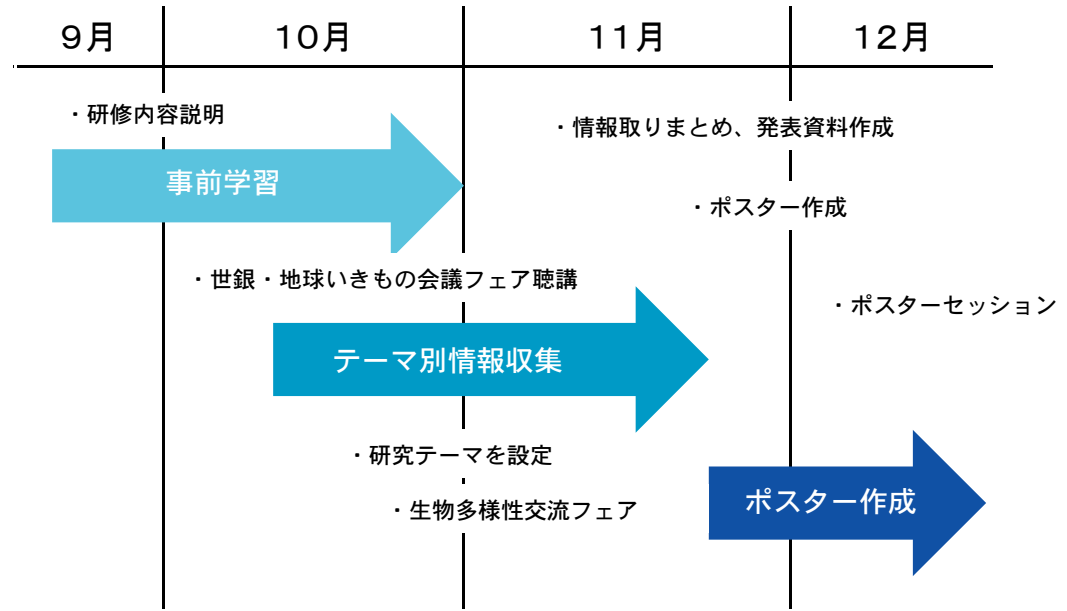 ９月
１０月
１１月
１２月
・研修内容説明
・情報取りまとめ、発表資料作成
事前学習
・ポスター作成
・世銀・地球いきもの会議フェア聴講
・ポスターセッション
テーマ別情報収集
・研究テーマを設定
・生物多様性交流フェア
ポスター作成